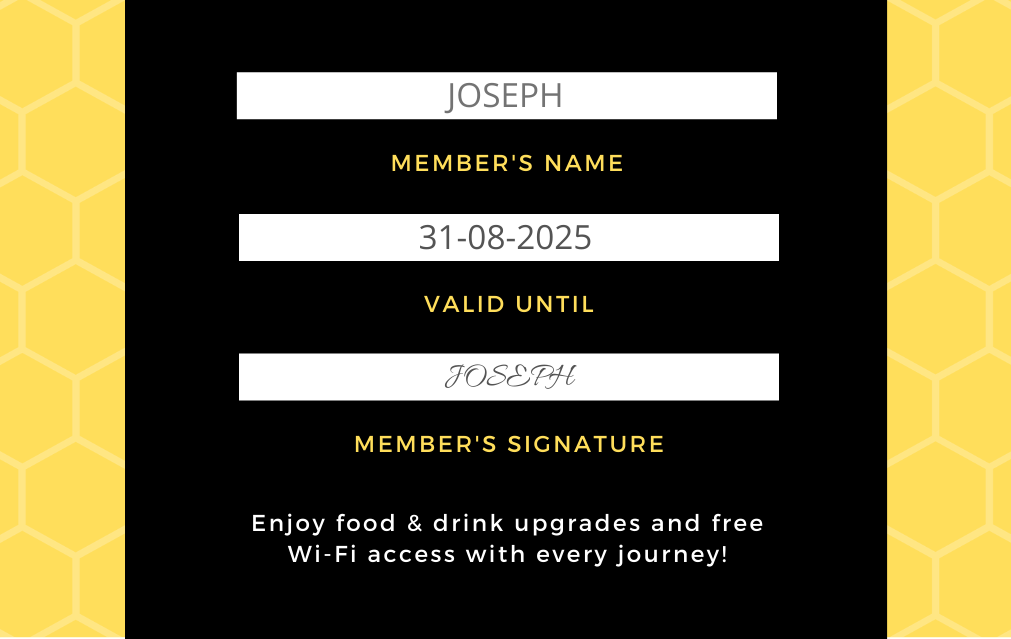 JOSEPH
MEMBER'S NAME
31-08-2025
VALID UNTIL
JOSEPH
MEMBER'S SIGNATURE
Enjoy food & drink upgrades and free
Wi-Fi access with every journey!